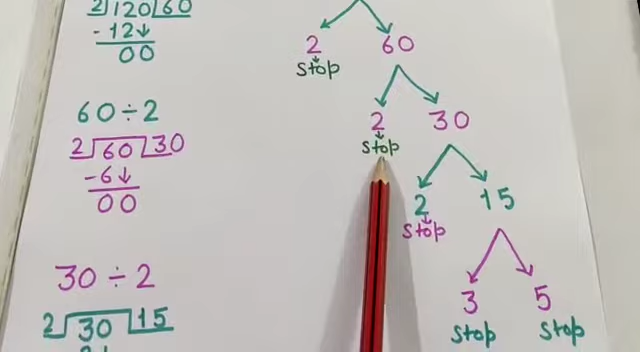 2 120 60
- 12
00
60 ÷ 2
2 60 30
- 6
00
30 ÷ 2
2 30 15
2 60
stop
2 30
stop
2 15
stop
3 5
stop stop